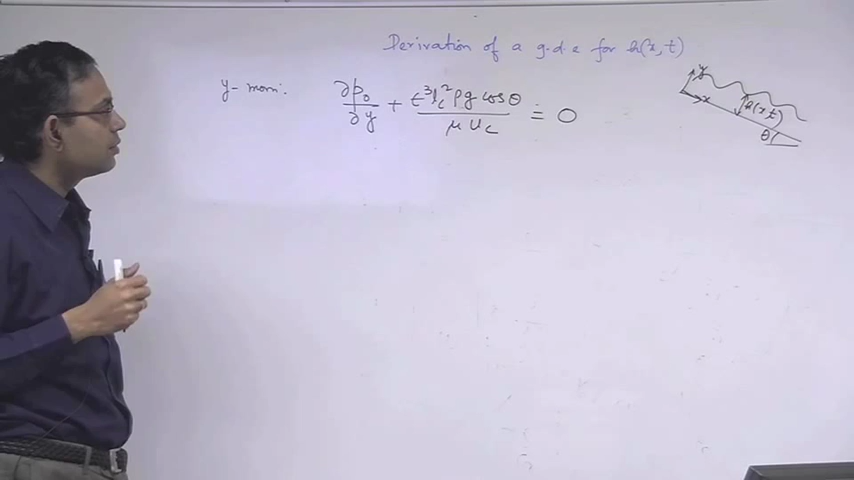 Derivation of a g.d.e for h(x,t)
y-mom: ∂p₀/∂y + ε³l_c²ρg cosθ/μu_c = 0
y
x
h(x,t)
θ